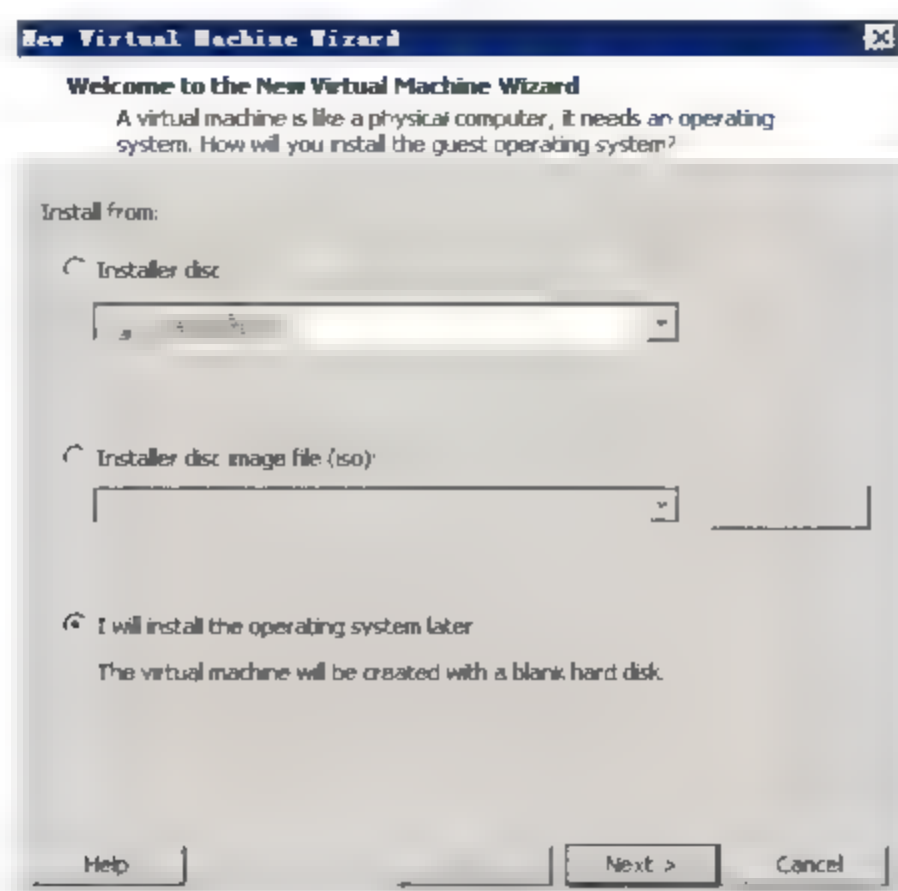 New Virtual Machine Wizard
Welcome to the New Virtual Machine Wizard
A virtual machine is like a physical computer, it needs an operating
system. How will you install the guest operating system?
Install from:
Installer disc
Installer disc image file (iso):
I will install the operating system later
The virtual machine will be created with a blank hard disk.
Help
Next >
Cancel